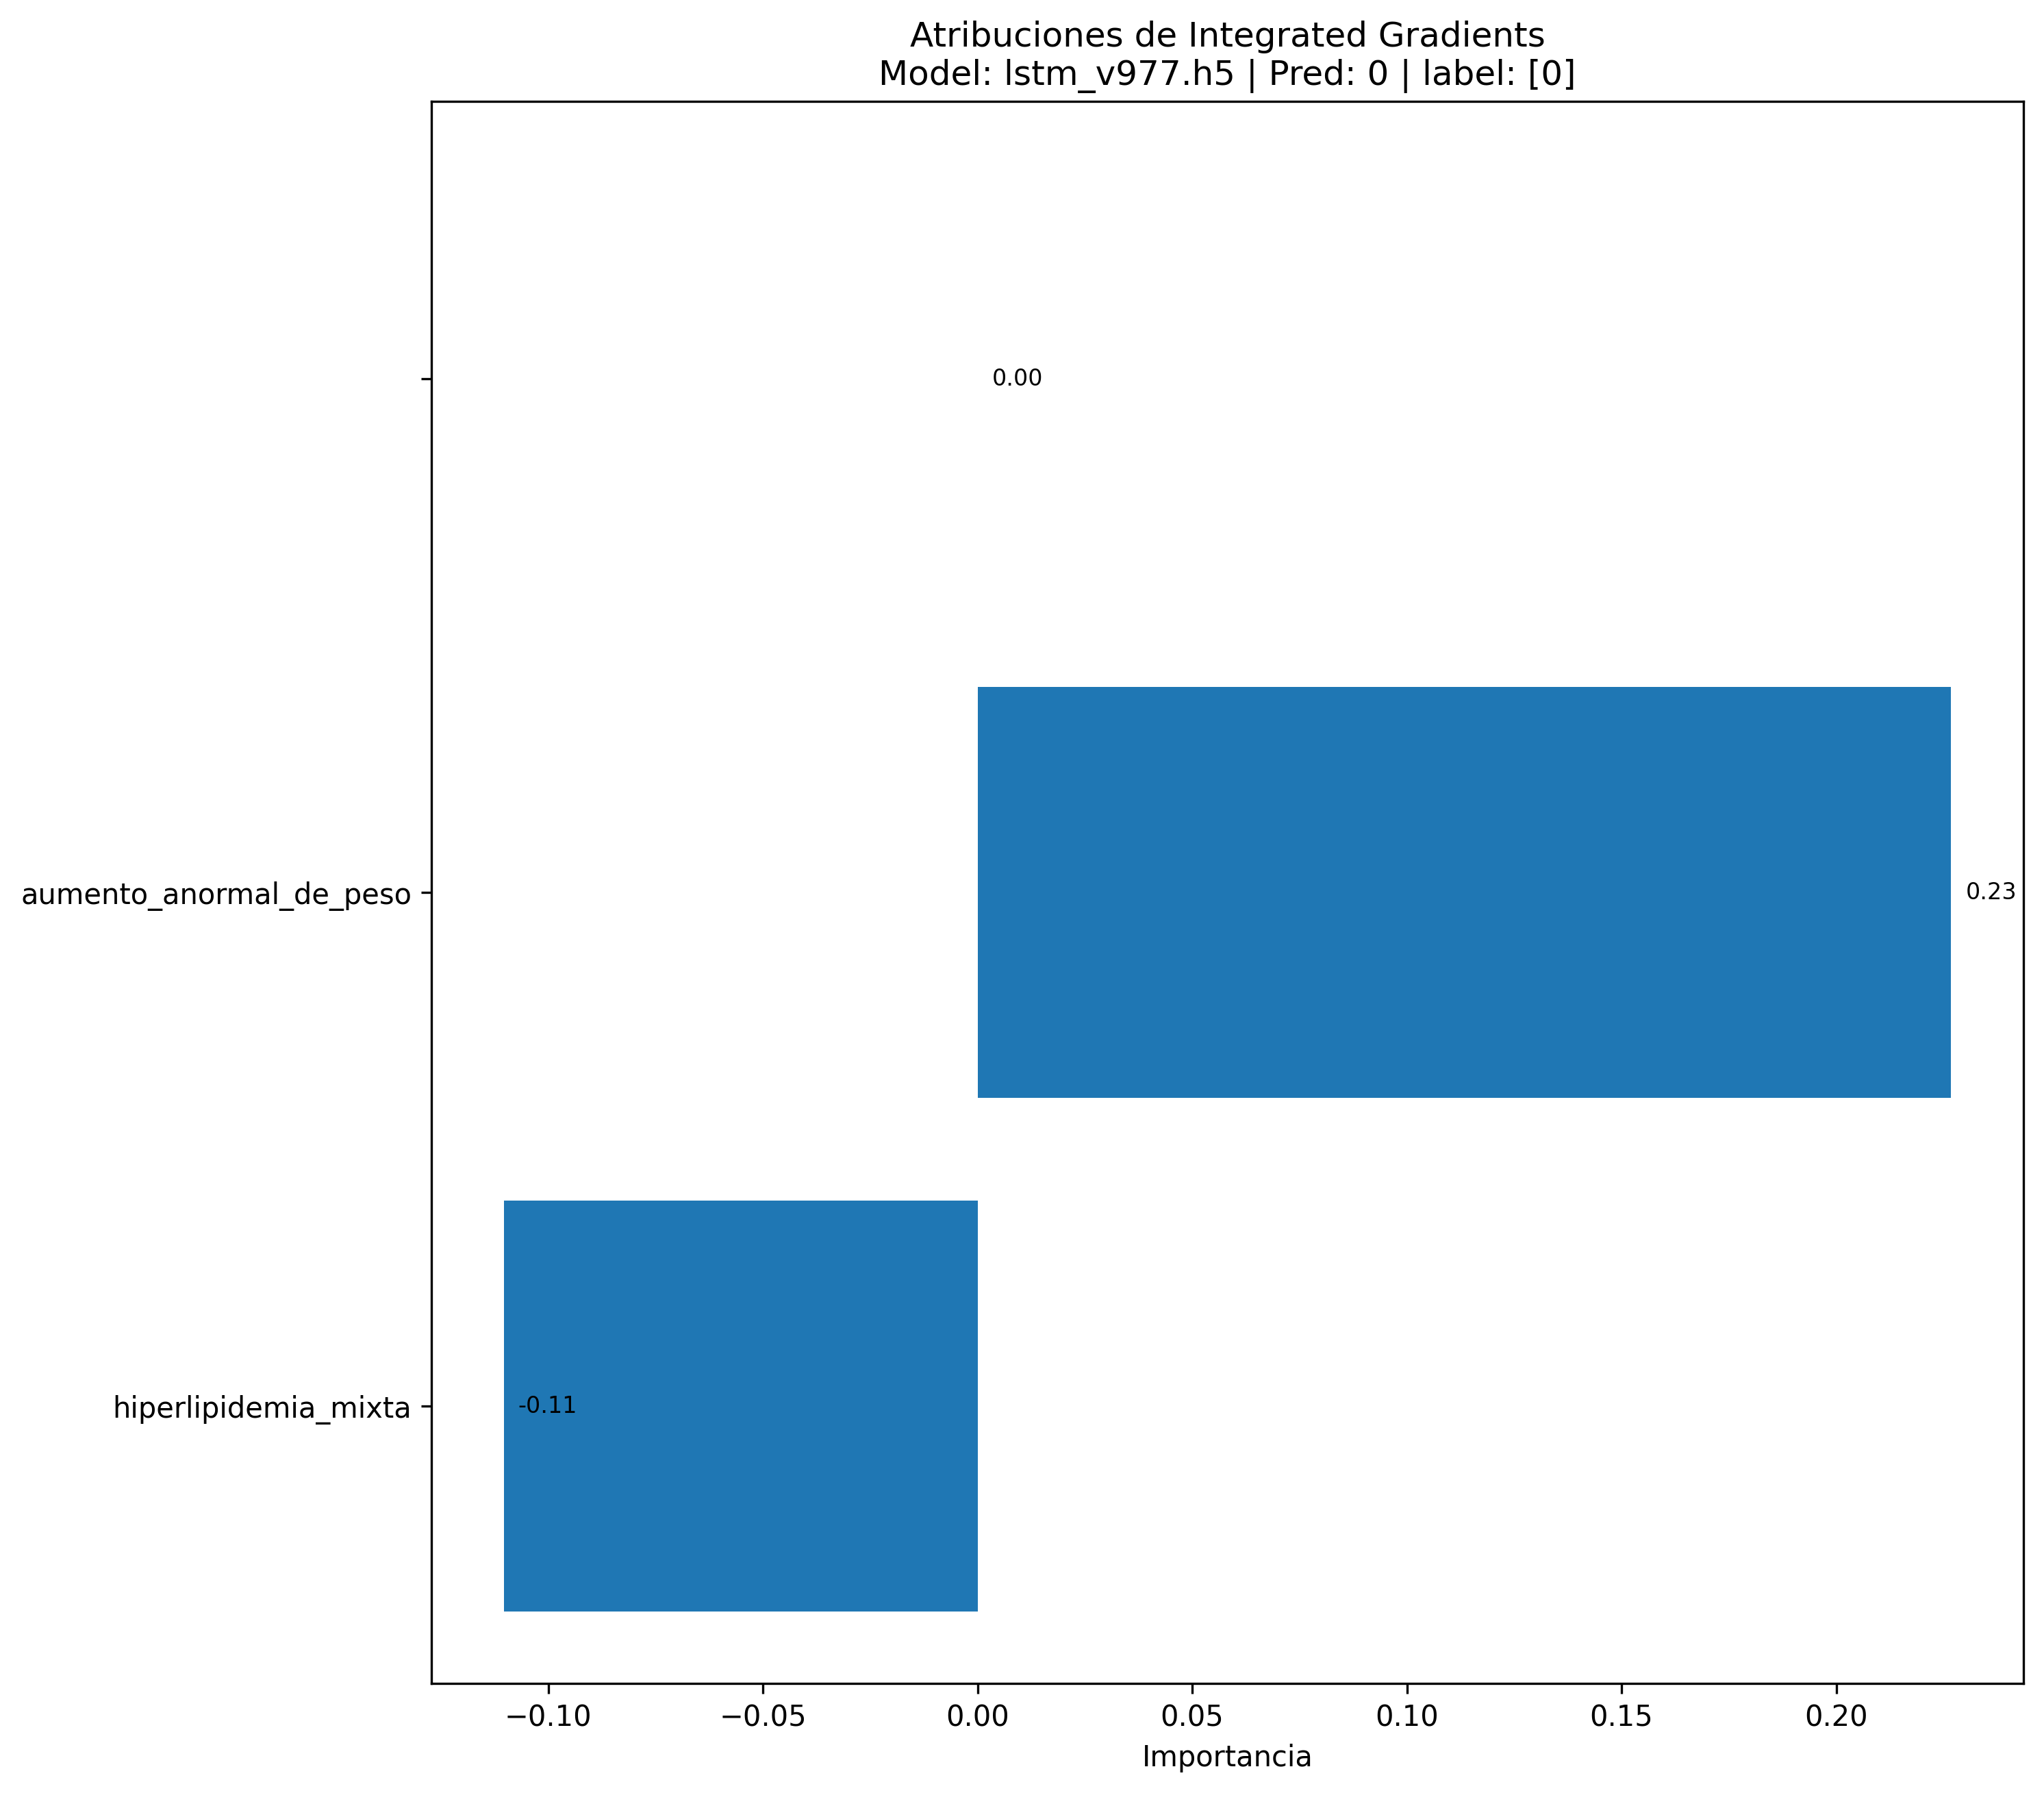 Atribuciones de Integrated Gradients
Model: lstm_v977.h5 | Pred: 0 | label: [0]
0.00
aumento_anormal_de_peso
0.23
hiperlipidemia_mixta
-0.11
−0.10
−0.05
0.00
0.05
0.10
0.15
0.20
Importancia